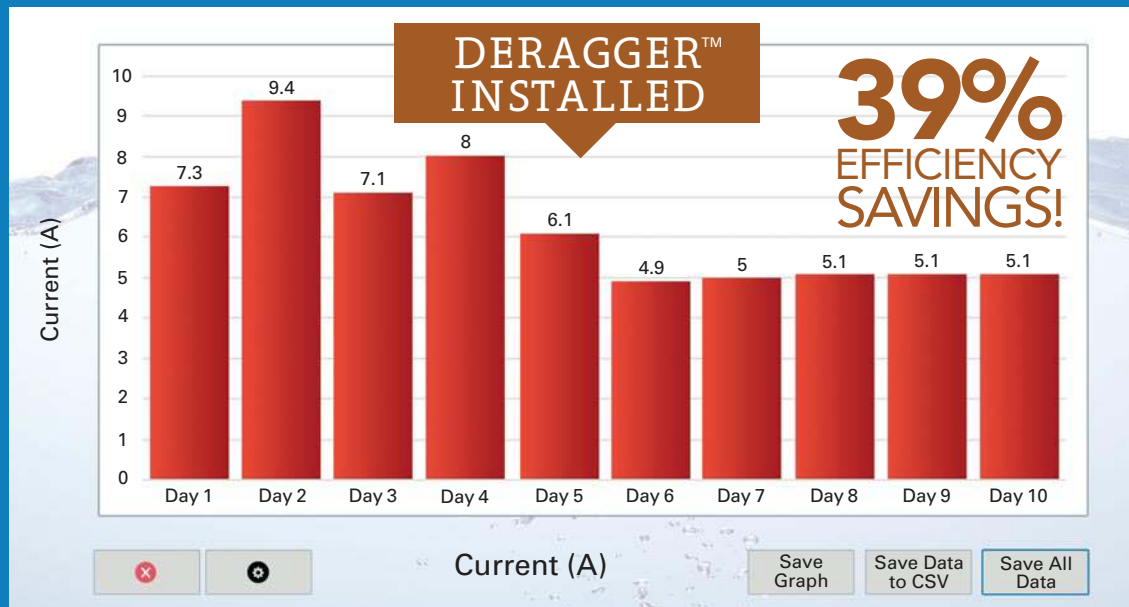 DERAGGER™
INSTALLED
39%
EFFICIENCY
SAVINGS!
Current (A)
10
9
8
7
6
5
4
3
2
1
0
7.3
9.4
7.1
8
6.1
4.9
5
5.1
5.1
5.1
Day 1
Day 2
Day 3
Day 4
Day 5
Day 6
Day 7
Day 8
Day 9
Day 10
Current (A)
Save
Graph
Save Data
to CSV
Save All
Data